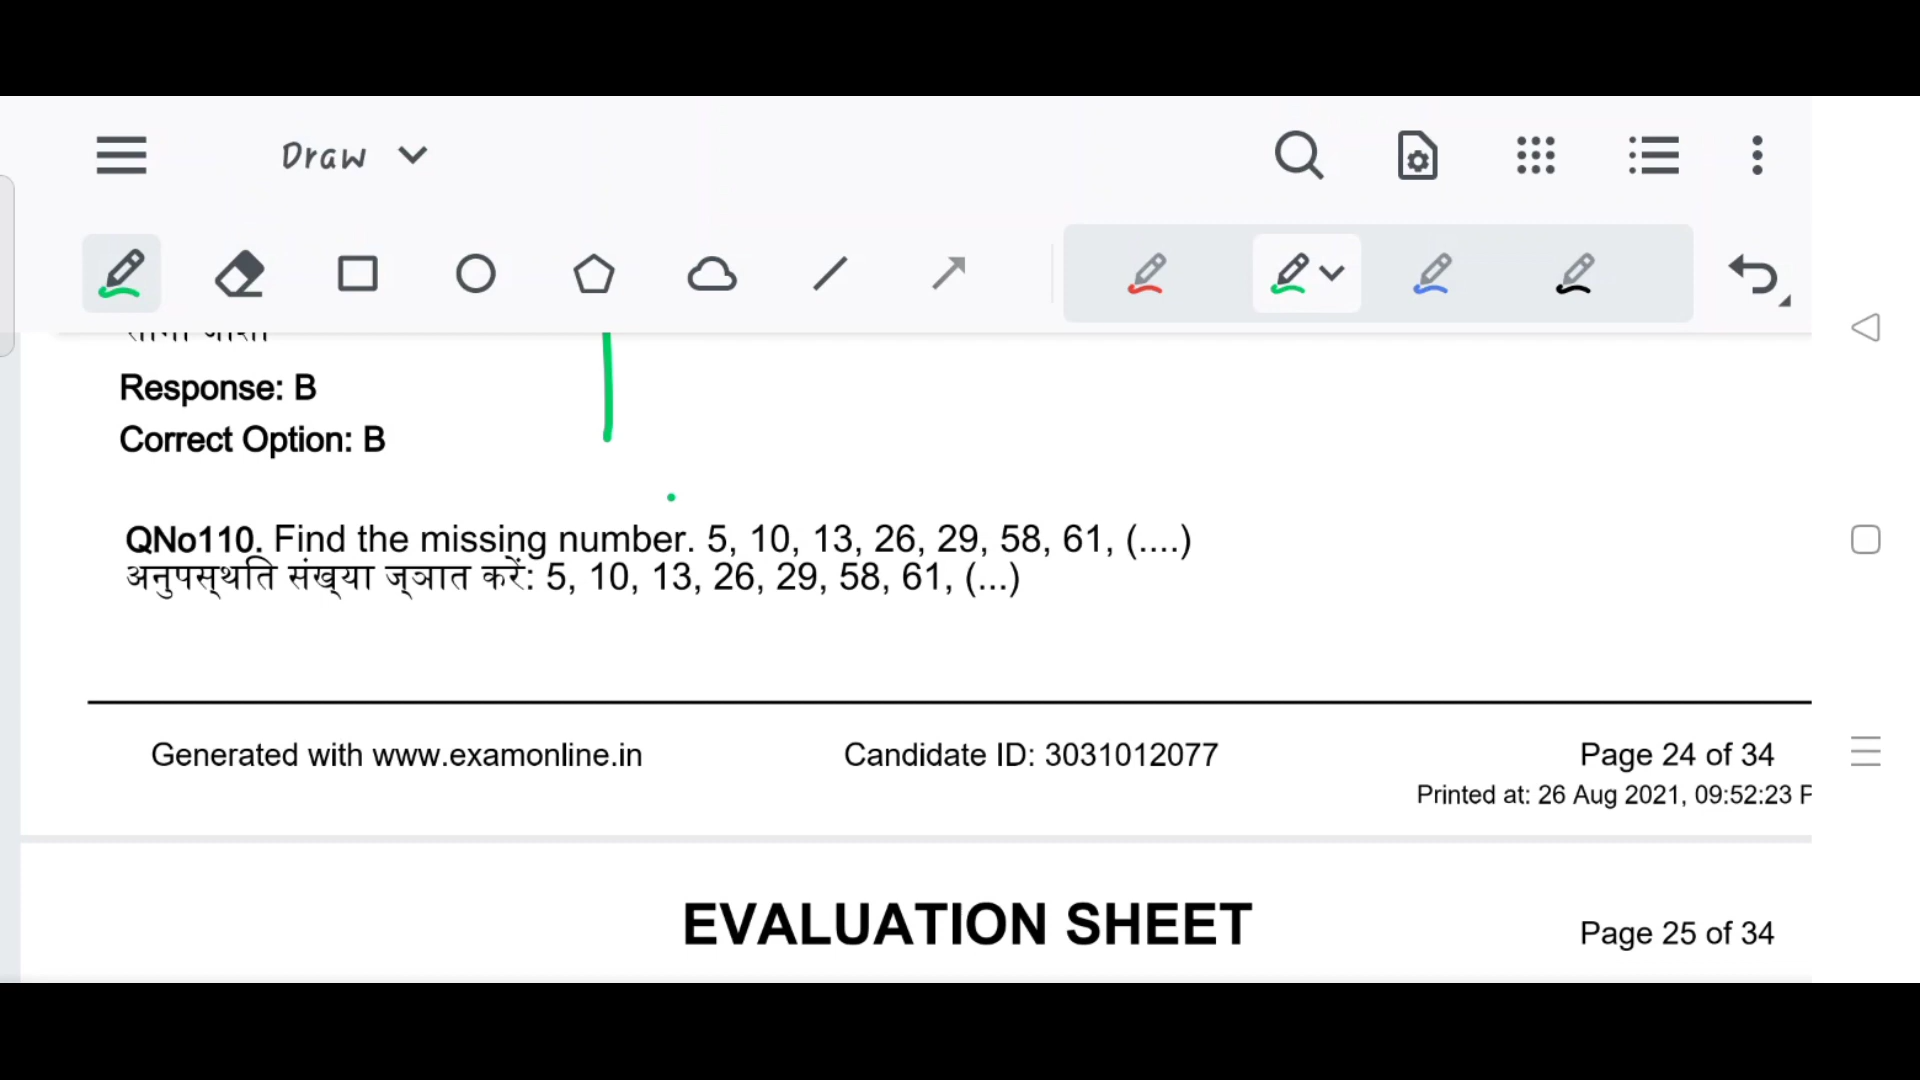 Draw
Response: B
Correct Option: B
QNo110. Find the missing number. 5, 10, 13, 26, 29, 58, 61, (....)
अनुपस्थति संख्या ज्ञात करें: 5, 10, 13, 26, 29, 58, 61, (...)
Generated with www.examonline.in Candidate ID: 3031012077 Page 24 of 34
Printed at: 26 Aug 2021, 09:52:23
EVALUATION SHEET Page 25 of 34